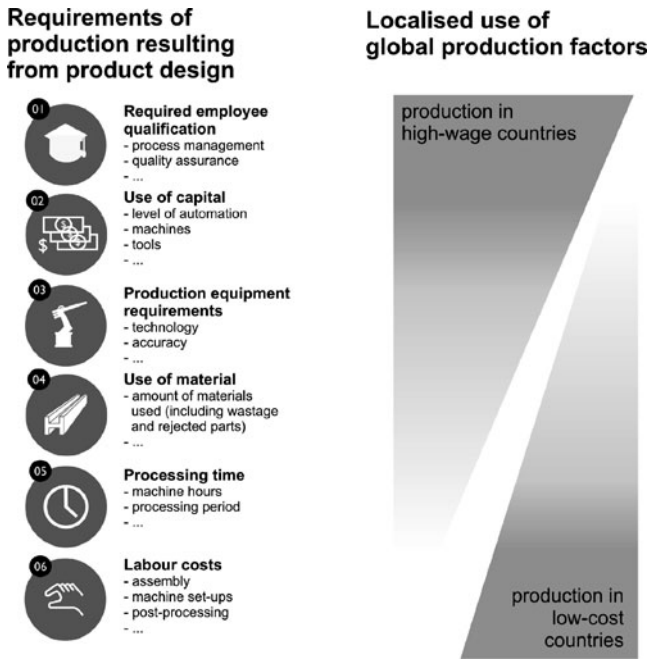 Requirements of
production resulting
from product design
01
Required employee
qualification
- process management
- quality assurance
- ...
02
$
Use of capital
- level of automation
- machines
- tools
- ...
03
Production equipment
requirements
- technology
- accuracy
- ...
04
Use of material
- amount of materials
used (including wastage
and rejected parts)
- ...
05
Processing time
- machine hours
- processing period
- ...
06
Labour costs
- assembly
- machine set-ups
- post-processing
- ...
Localised use of
global production factors
production in
high-wage countries
production in
low-cost
countries